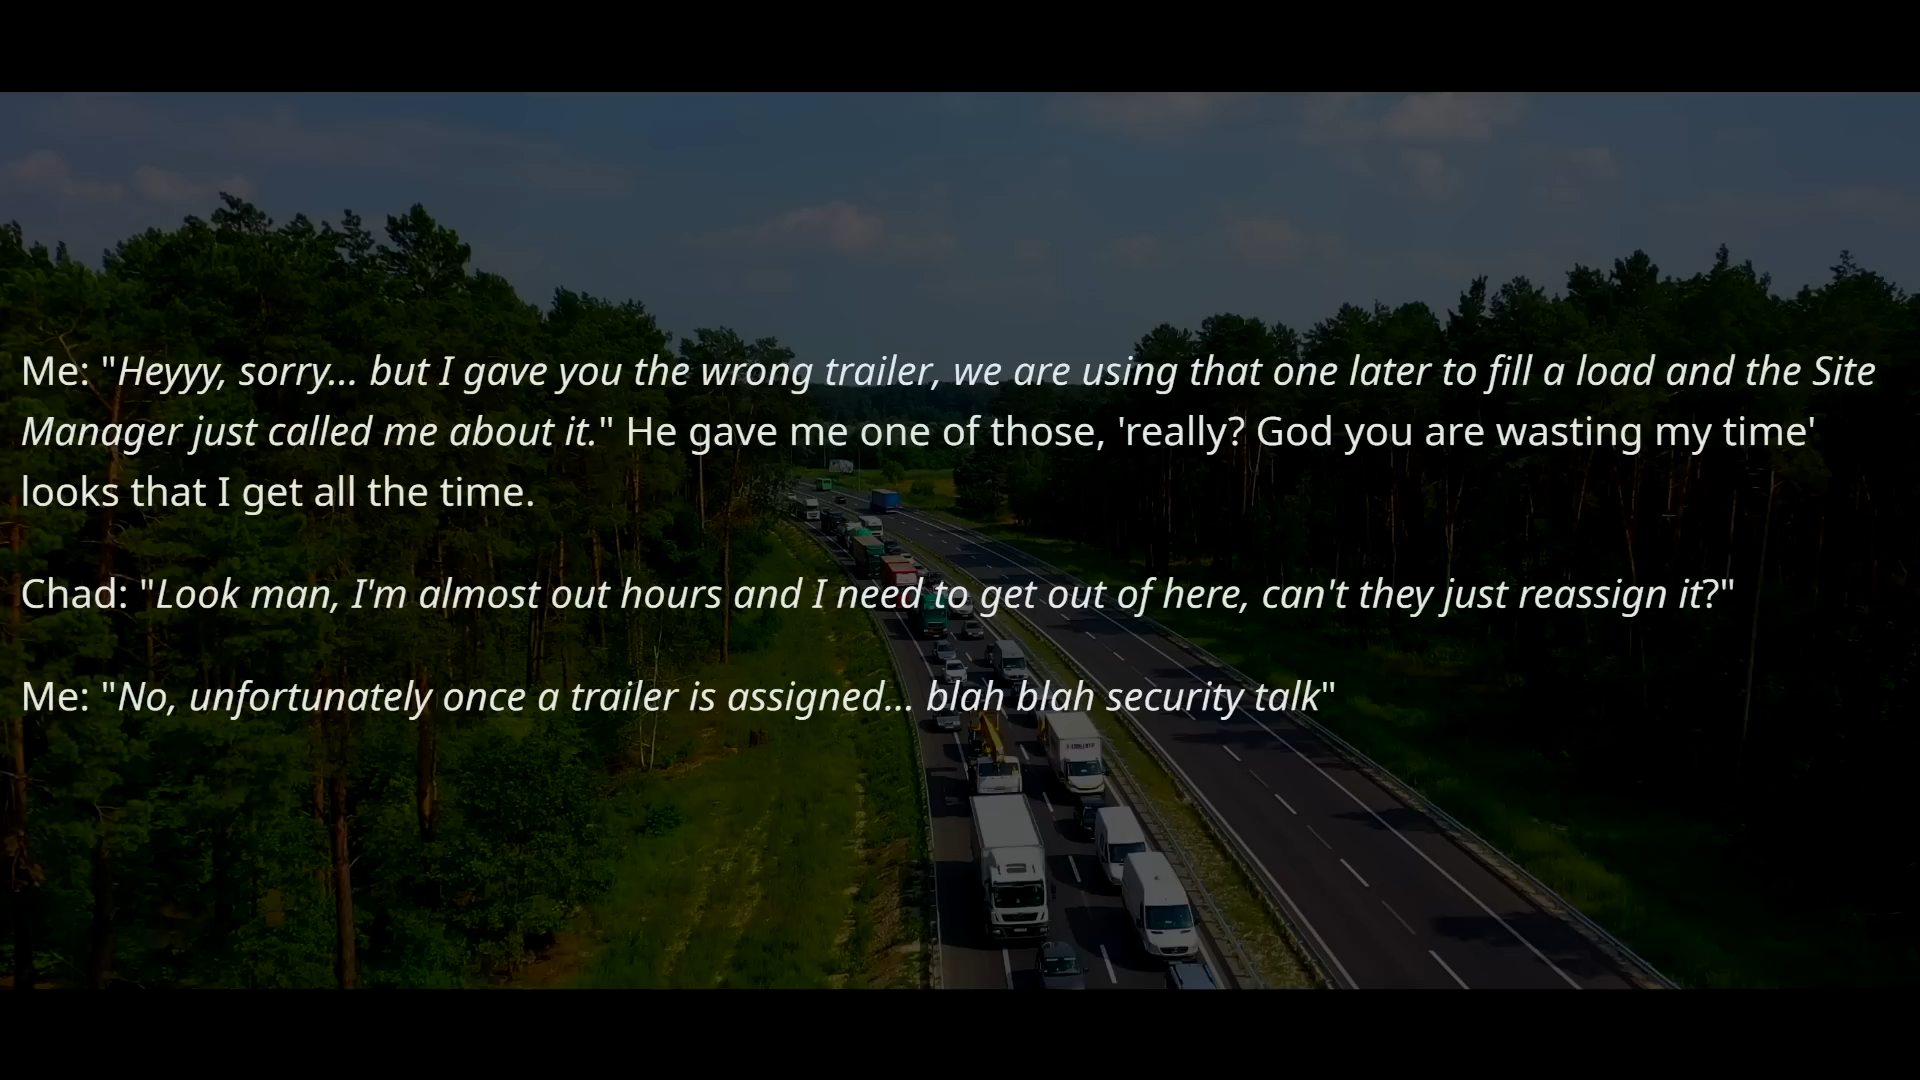 Me: "Heyyy, sorry... but I gave you the wrong trailer, we are using that one later to fill a load and the Site
Manager just called me about it." He gave me one of those, 'really? God you are wasting my time'
looks that I get all the time.
Chad: "Look man, I'm almost out hours and I need to get out of here, can't they just reassign it?"
Me: "No, unfortunately once a trailer is assigned... blah blah security talk"